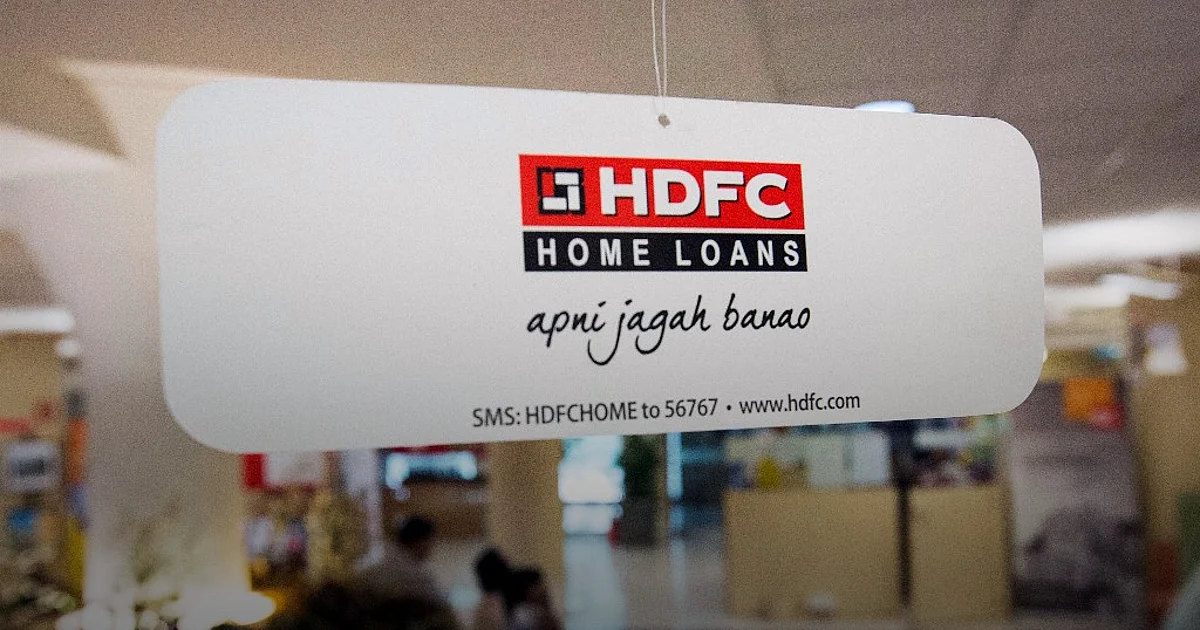 HDFC
HOME LOANS
apni jagah banao
SMS: HDFCHOME to 56767 • www.hdfc.com